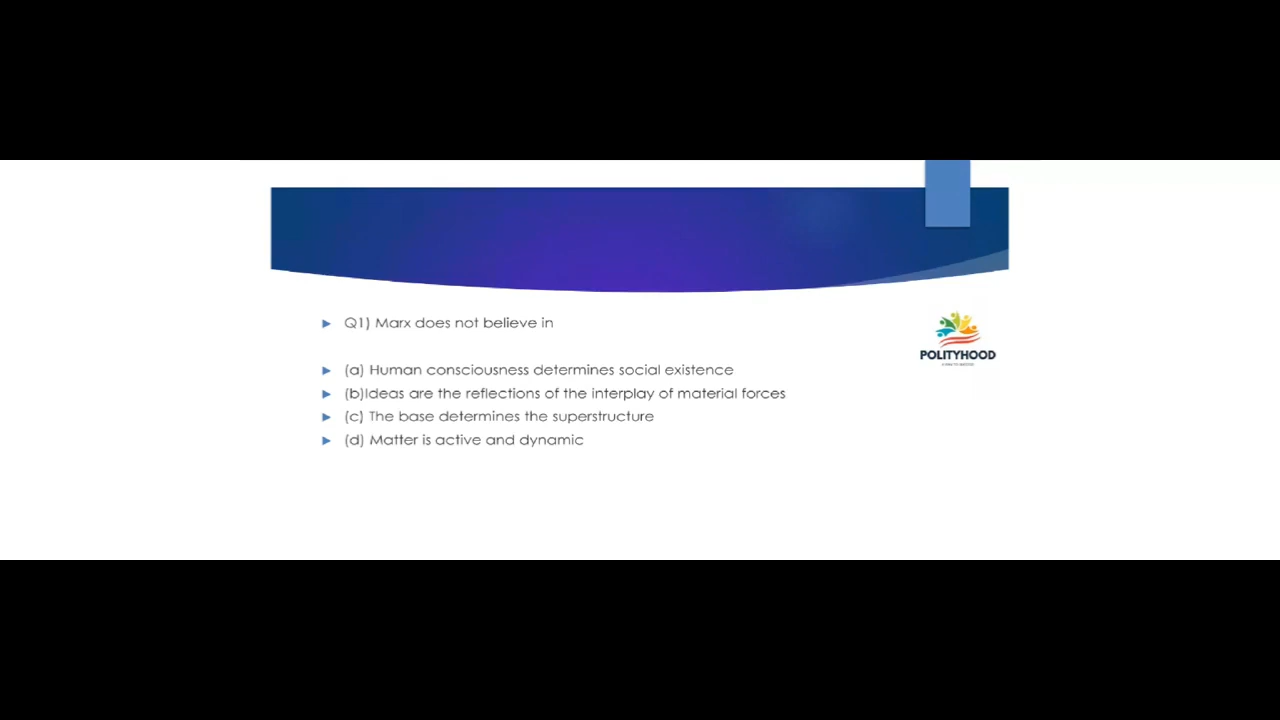 Q1) Marx does not believe in
POLITYHOOD
(a) Human consciousness determines social existence
(b)Ideas are the reflections of the interplay of material forces
(c) The base determines the superstructure
(d) Matter is active and dynamic